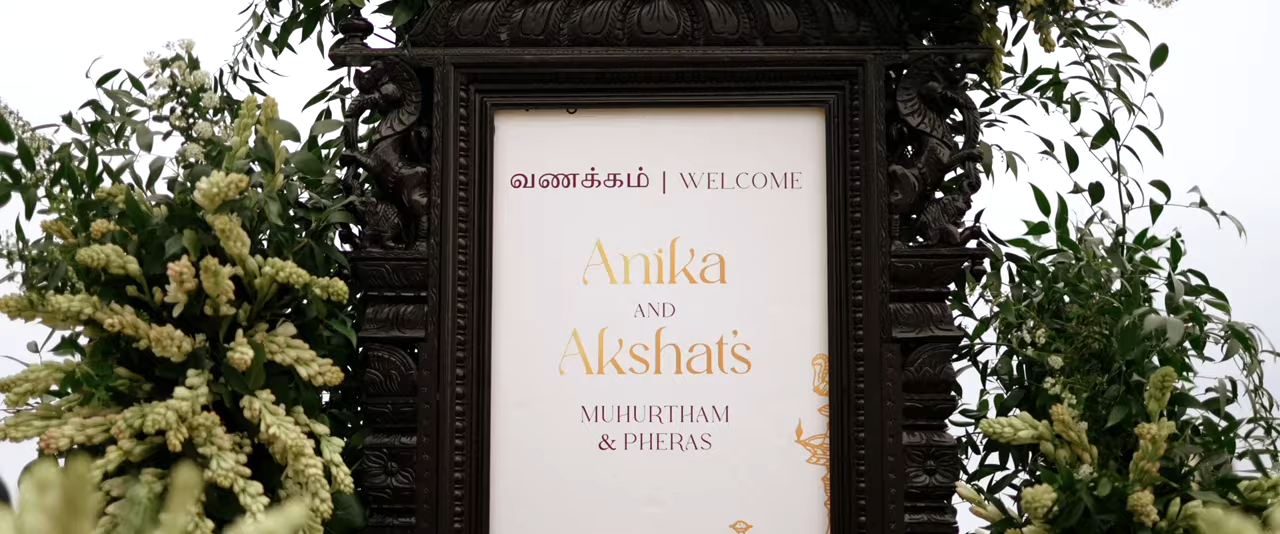 வணக்கம் | WELCOME
Anika
AND
Akshat's
MUHURTHAM
& PHERAS